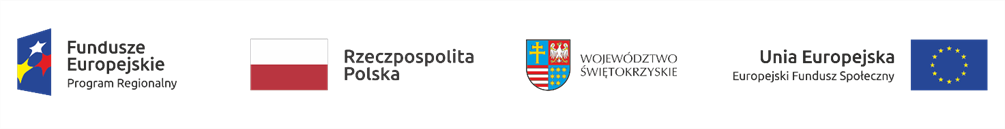 Fundusze
Europejskie
Program Regionalny
Rzeczpospolita
Polska
WOJEWÓDZTWO
ŚWIĘTOKRZYSKIE
Unia Europejska
Europejski Fundusz Społeczny